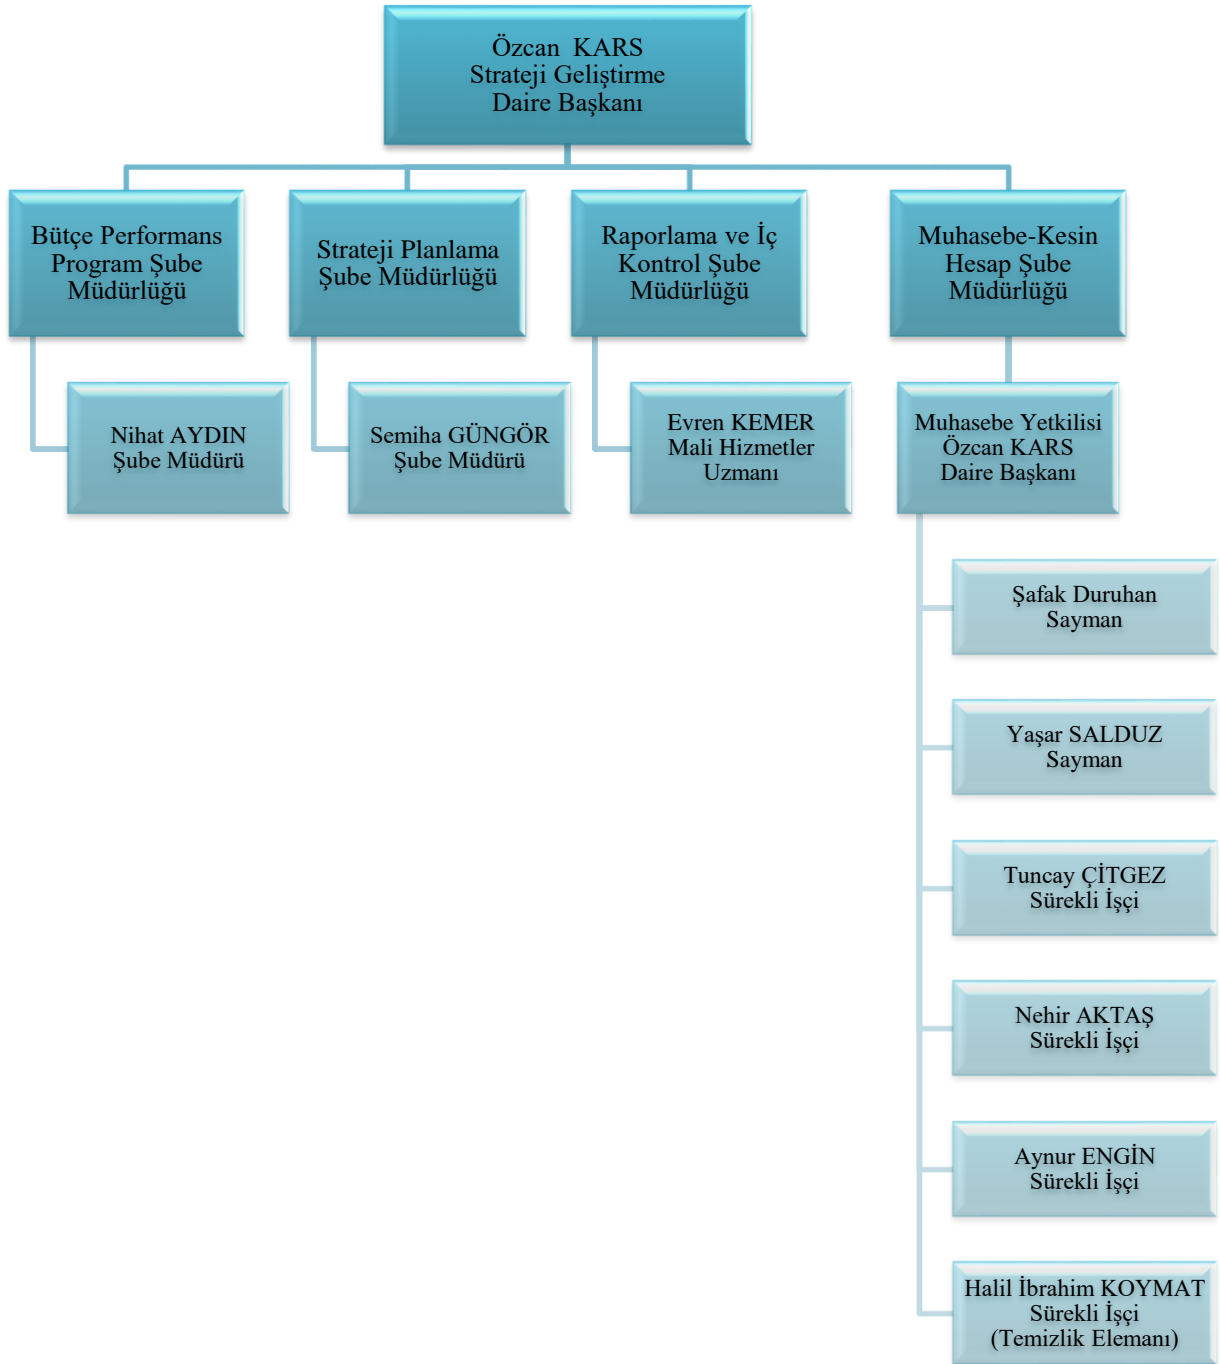 Özcan KARS
Strateji Geliştirme
Daire Başkanı
Bütçe Performans
Program Şube
Müdürlüğü
Strateji Planlama
Şube Müdürlüğü
Raporlama ve İç
Kontrol Şube
Müdürlüğü
Muhasebe-Kesin
Hesap Şube
Müdürlüğü
Nihat AYDIN
Şube Müdürü
Semiha GÜNGÖR
Şube Müdürü
Evren KEMER
Mali Hizmetler
Uzmanı
Muhasebe Yetkilisi
Özcan KARS
Daire Başkanı
Şafak Duruhan
Sayman
Yaşar SALDUZ
Sayman
Tuncay ÇİTGEZ
Sürekli İşçi
Nehir AKTAŞ
Sürekli İşçi
Aynur ENGİN
Sürekli İşçi
Halil İbrahim KOYMAT
Sürekli İşçi
(Temizlik Elemanı)